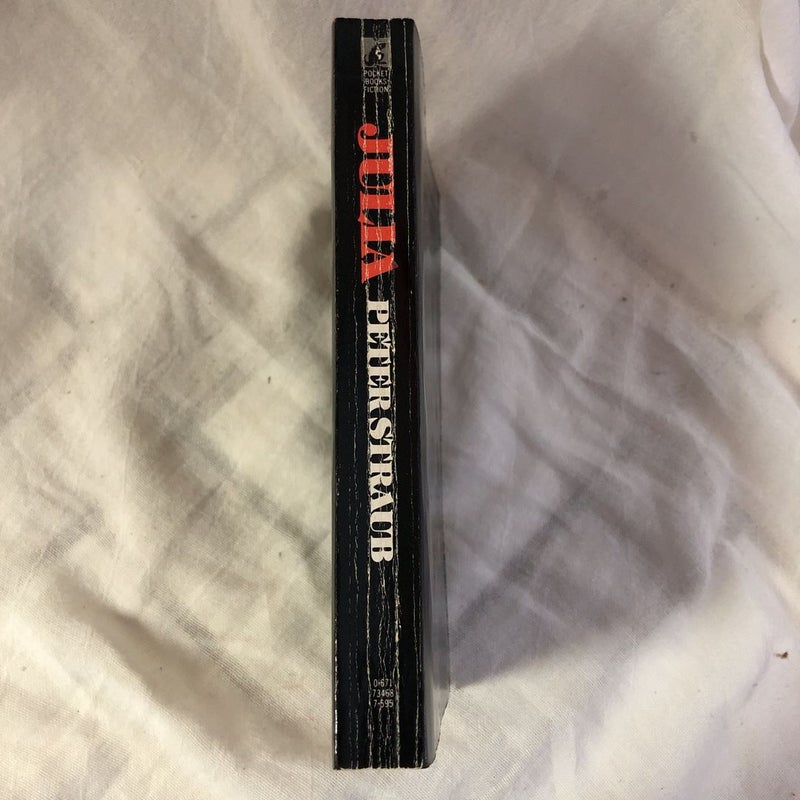 POCKET
BOOKS
FICTION
JULIA
PETER STRAUB
0-671
73468
7-595